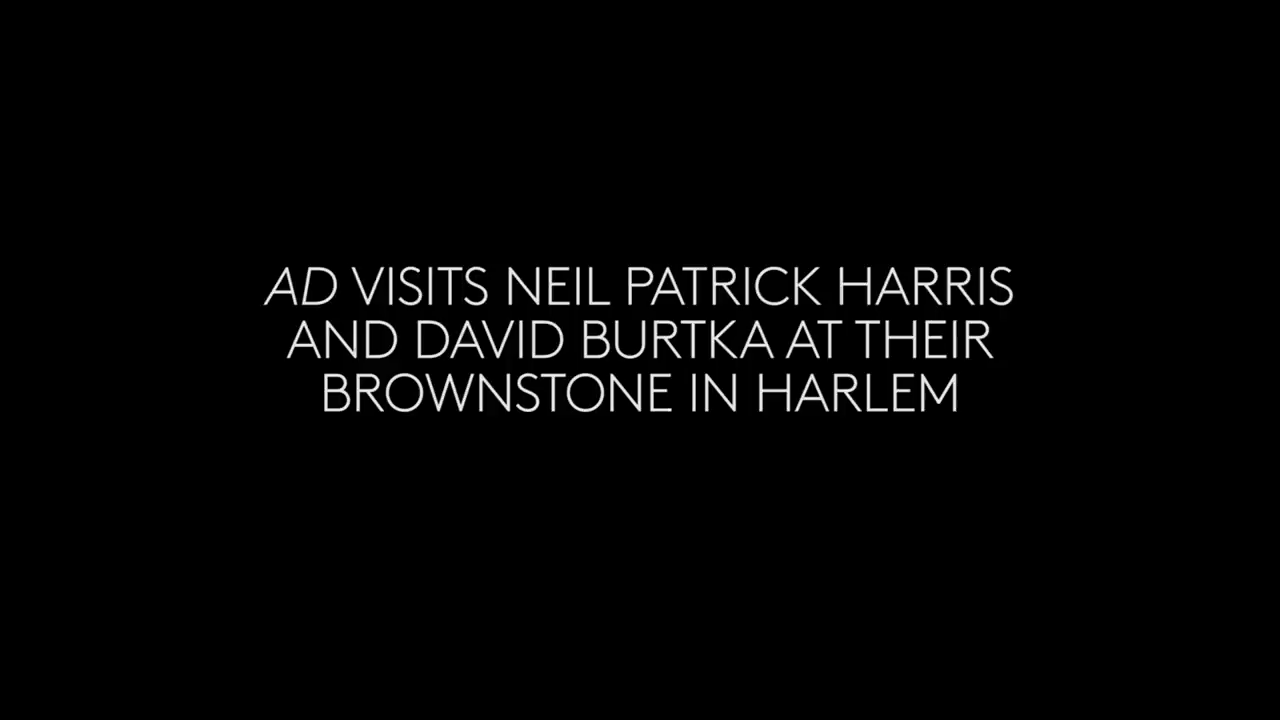 AD VISITS NEIL PATRICK HARRIS
AND DAVID BURTKA AT THEIR
BROWNSTONE IN HARLEM